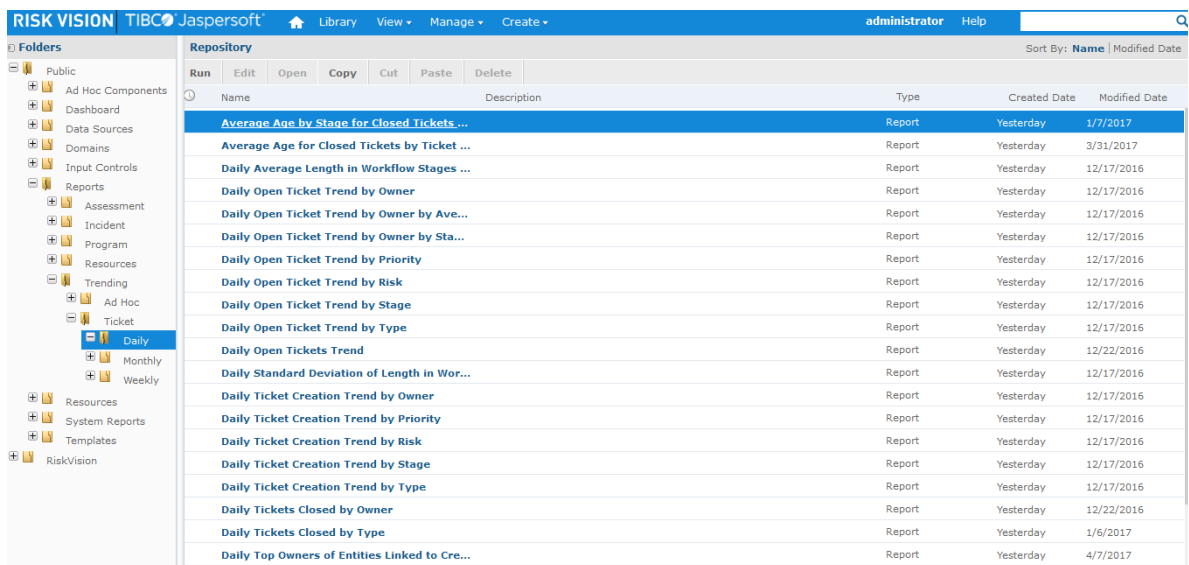 RISK VISION TIBCO Jaspersoft Library View Manage Create administrator Help
Folders
Public
Ad Hoc Components
Dashboard
Data Sources
Domains
Input Controls
Reports
Assessment
Incident
Program
Resources
Trending
Ad Hoc
Ticket
Daily
Monthly
Weekly
Resources
System Reports
Templates
RiskVision
Repository Sort By: Name | Modified Date
Run Edit Open Copy Cut Paste Delete
Name Description Type Created Date Modified Date
Average Age by Stage for Closed Tickets ... Report Yesterday 1/7/2017
Average Age for Closed Tickets by Ticket ... Report Yesterday 3/31/2017
Daily Average Length in Workflow Stages ... Report Yesterday 12/17/2016
Daily Open Ticket Trend by Owner Report Yesterday 12/17/2016
Daily Open Ticket Trend by Owner by Ave... Report Yesterday 12/17/2016
Daily Open Ticket Trend by Owner by Sta... Report Yesterday 12/17/2016
Daily Open Ticket Trend by Priority Report Yesterday 12/17/2016
Daily Open Ticket Trend by Risk Report Yesterday 12/17/2016
Daily Open Ticket Trend by Stage Report Yesterday 12/17/2016
Daily Open Ticket Trend by Type Report Yesterday 12/17/2016
Daily Open Tickets Trend Report Yesterday 12/22/2016
Daily Standard Deviation of Length in Wor... Report Yesterday 12/17/2016
Daily Ticket Creation Trend by Owner Report Yesterday 12/17/2016
Daily Ticket Creation Trend by Priority Report Yesterday 12/17/2016
Daily Ticket Creation Trend by Risk Report Yesterday 12/17/2016
Daily Ticket Creation Trend by Stage Report Yesterday 12/17/2016
Daily Ticket Creation Trend by Type Report Yesterday 12/17/2016
Daily Tickets Closed by Owner Report Yesterday 12/22/2016
Daily Tickets Closed by Type Report Yesterday 1/6/2017
Daily Top Owners of Entities Linked to Cre... Report Yesterday 4/7/2017